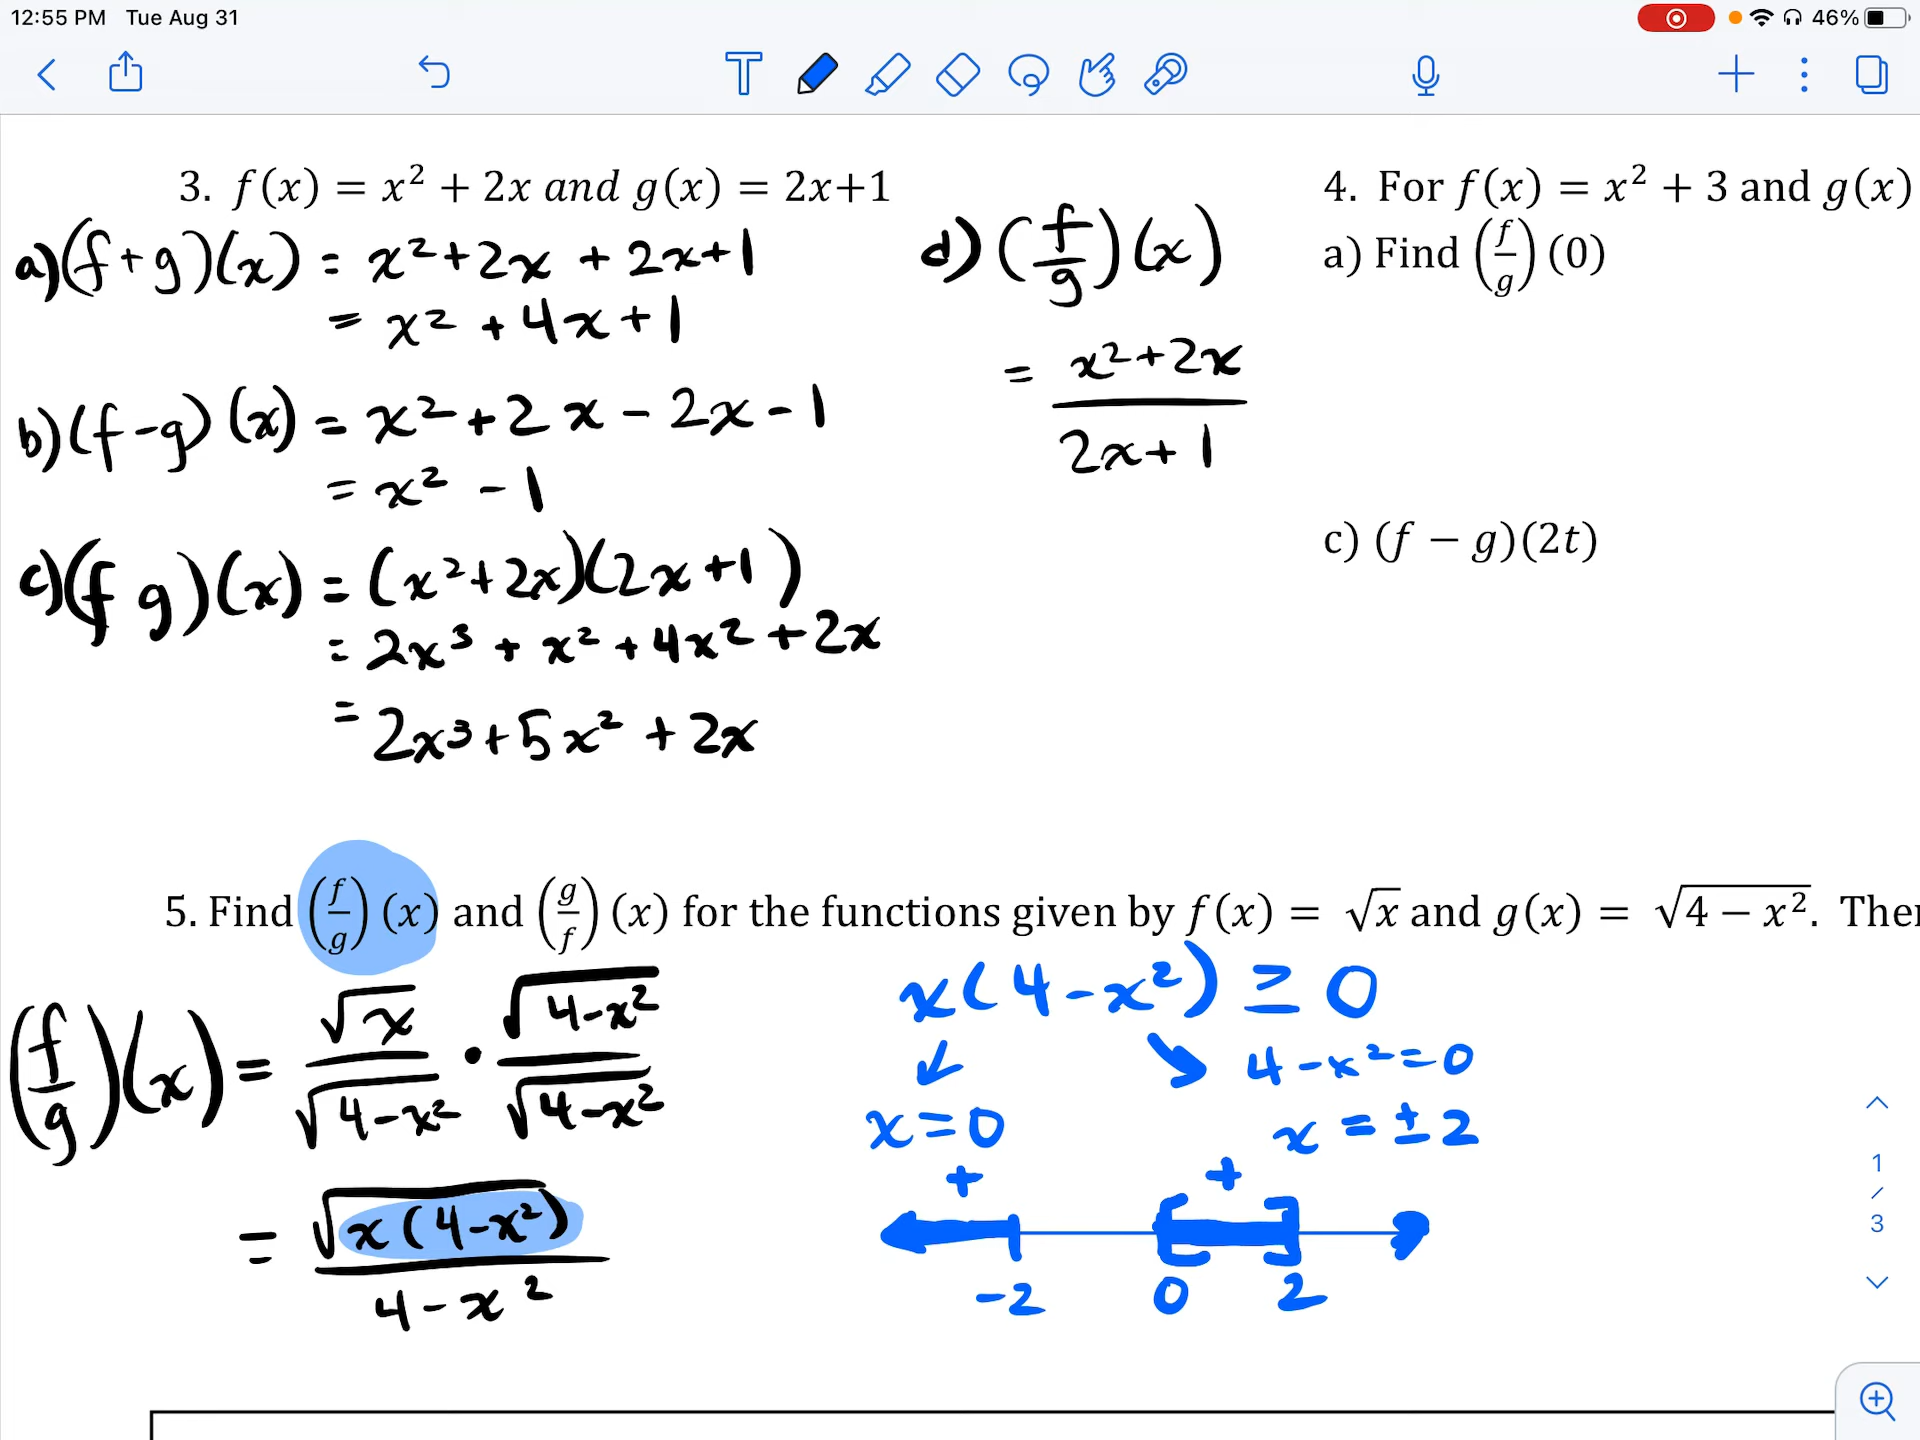 12:55 PM Tue Aug 31
46%
T
3. f(x) = x² + 2x and g(x) = 2x+1
a) (f+g)(x) = x²+2x + 2x+1
= x² + 4x + 1
b) (f-g)(x) = x²+2x - 2x - 1
= x² - 1
c) (fg)(x) = (x²+2x)(2x+1)
= 2x³ + x² + 4x² + 2x
= 2x³+5x² + 2x
d) (f/g)(x)
= x²+2x / 2x+1
4. For f(x) = x² + 3 and g(x)
a) Find (f/g)(0)
c) (f − g)(2t)
5. Find (f/g)(x) and (g/f)(x) for the functions given by f(x) = √x and g(x) = √(4 − x²). Ther
(f/g)(x) = √x / √(4-x²) · √(4-x²) / √(4-x²)
= √(x(4-x²)) / 4-x²
x(4-x²) ≥ 0
4-x²=0
x=0
x = ±2
+ +
-2 0 2
1
/
3